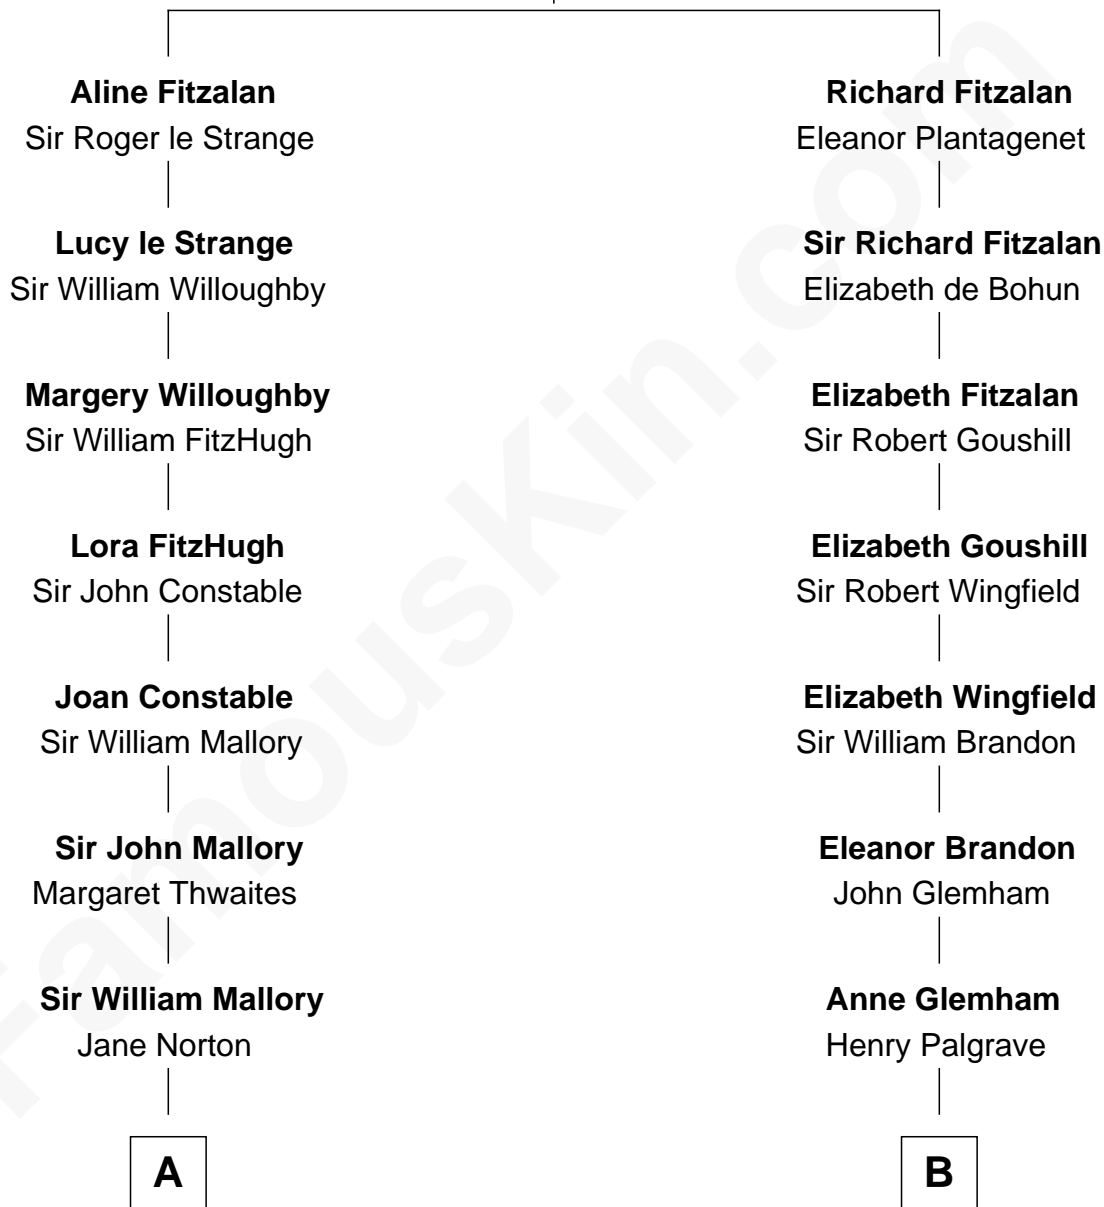 Aline Fitzalan
Sir Roger le Strange
Lucy le Strange
Sir William Willoughby
Margery Willoughby
Sir William FitzHugh
Lora FitzHugh
Sir John Constable
Joan Constable
Sir William Mallory
Sir John Mallory
Margaret Thwaites
Sir William Mallory
Jane Norton
A
Richard Fitzalan
Eleanor Plantagenet
Sir Richard Fitzalan
Elizabeth de Bohun
Elizabeth Fitzalan
Sir Robert Goushill
Elizabeth Goushill
Sir Robert Wingfield
Elizabeth Wingfield
Sir William Brandon
Eleanor Brandon
John Glemham
Anne Glemham
Henry Palgrave
B
FamousKin.com